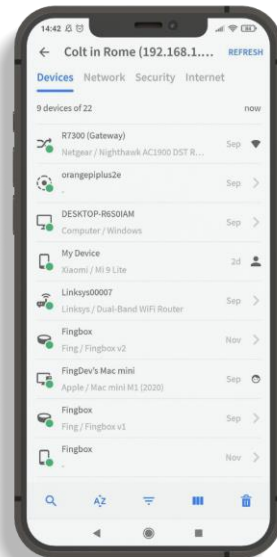 14:42
← Colt in Rome (192.168.1.... REFRESH
Devices Network Security Internet
9 devices of 22 now
R7300 (Gateway)
Netgear / Nighthawk AC1900 DST R... Sep
orangepiplus2e
- Sep
DESKTOP-R6S0IAM
Computer / Windows Sep
My Device
Xiaomi / Mi 9 Lite 2d
Linksys00007
Linksys / Dual-Band WiFi Router Sep
Fingbox
Fing / Fingbox v2 Nov
FingDev's Mac mini
Apple / Mac mini M1 (2020) Sep
Fingbox
Fing / Fingbox v1 Sep
Fingbox
- Nov
AZ